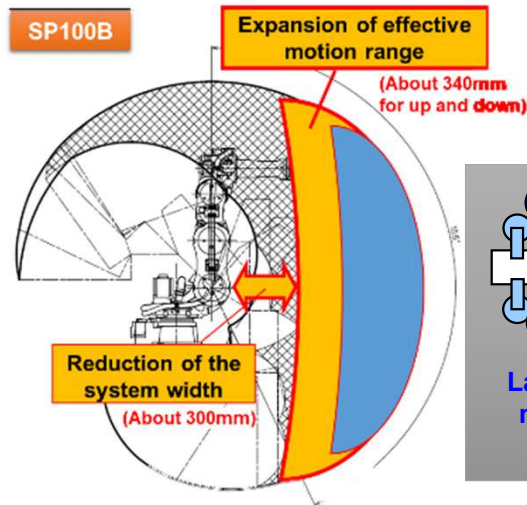 SP100B
Expansion of effective
motion range
(About 340mm
for up and down)
Reduction of the
system width
(About 300mm)